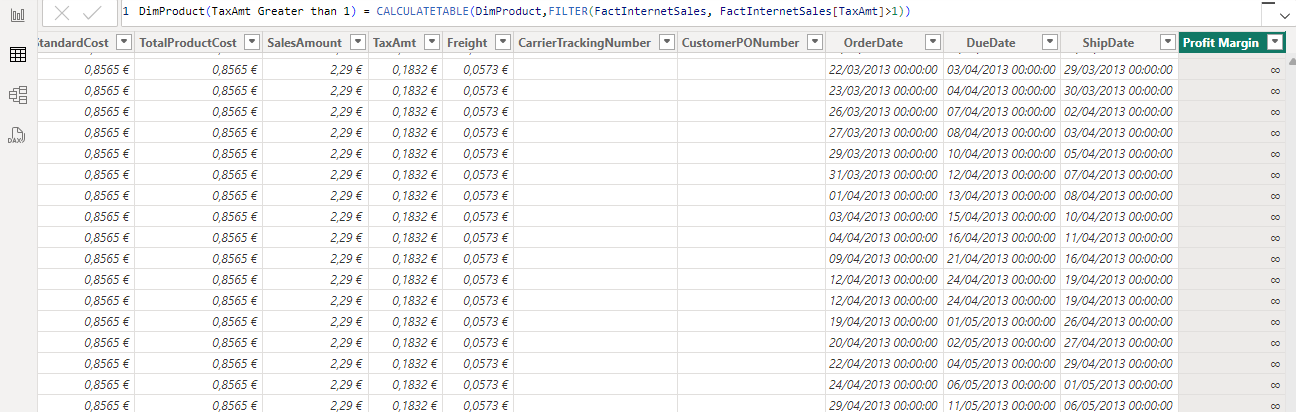 1 DimProduct(TaxAmt Greater than 1) = CALCULATETABLE(DimProduct,FILTER(FactInternetSales, FactInternetSales[TaxAmt]>1))
StandardCost TotalProductCost SalesAmount TaxAmt Freight CarrierTrackingNumber CustomerPONumber OrderDate DueDate ShipDate Profit Margin
0,8565 € 0,8565 € 2,29 € 0,1832 € 0,0573 € 22/03/2013 00:00:00 03/04/2013 00:00:00 29/03/2013 00:00:00 ∞
0,8565 € 0,8565 € 2,29 € 0,1832 € 0,0573 € 23/03/2013 00:00:00 04/04/2013 00:00:00 30/03/2013 00:00:00 ∞
0,8565 € 0,8565 € 2,29 € 0,1832 € 0,0573 € 26/03/2013 00:00:00 07/04/2013 00:00:00 02/04/2013 00:00:00 ∞
0,8565 € 0,8565 € 2,29 € 0,1832 € 0,0573 € 27/03/2013 00:00:00 08/04/2013 00:00:00 03/04/2013 00:00:00 ∞
0,8565 € 0,8565 € 2,29 € 0,1832 € 0,0573 € 29/03/2013 00:00:00 10/04/2013 00:00:00 05/04/2013 00:00:00 ∞
DAX
0,8565 € 0,8565 € 2,29 € 0,1832 € 0,0573 € 31/03/2013 00:00:00 12/04/2013 00:00:00 07/04/2013 00:00:00 ∞
0,8565 € 0,8565 € 2,29 € 0,1832 € 0,0573 € 01/04/2013 00:00:00 13/04/2013 00:00:00 08/04/2013 00:00:00 ∞
0,8565 € 0,8565 € 2,29 € 0,1832 € 0,0573 € 03/04/2013 00:00:00 15/04/2013 00:00:00 10/04/2013 00:00:00 ∞
0,8565 € 0,8565 € 2,29 € 0,1832 € 0,0573 € 04/04/2013 00:00:00 16/04/2013 00:00:00 11/04/2013 00:00:00 ∞
0,8565 € 0,8565 € 2,29 € 0,1832 € 0,0573 € 09/04/2013 00:00:00 21/04/2013 00:00:00 16/04/2013 00:00:00 ∞
0,8565 € 0,8565 € 2,29 € 0,1832 € 0,0573 € 12/04/2013 00:00:00 24/04/2013 00:00:00 19/04/2013 00:00:00 ∞
0,8565 € 0,8565 € 2,29 € 0,1832 € 0,0573 € 12/04/2013 00:00:00 24/04/2013 00:00:00 19/04/2013 00:00:00 ∞
0,8565 € 0,8565 € 2,29 € 0,1832 € 0,0573 € 19/04/2013 00:00:00 01/05/2013 00:00:00 26/04/2013 00:00:00 ∞
0,8565 € 0,8565 € 2,29 € 0,1832 € 0,0573 € 20/04/2013 00:00:00 02/05/2013 00:00:00 27/04/2013 00:00:00 ∞
0,8565 € 0,8565 € 2,29 € 0,1832 € 0,0573 € 22/04/2013 00:00:00 04/05/2013 00:00:00 29/04/2013 00:00:00 ∞
0,8565 € 0,8565 € 2,29 € 0,1832 € 0,0573 € 24/04/2013 00:00:00 06/05/2013 00:00:00 01/05/2013 00:00:00 ∞
0,8565 € 0,8565 € 2,29 € 0,1832 € 0,0573 € 29/04/2013 00:00:00 11/05/2013 00:00:00 06/05/2013 00:00:00 ∞